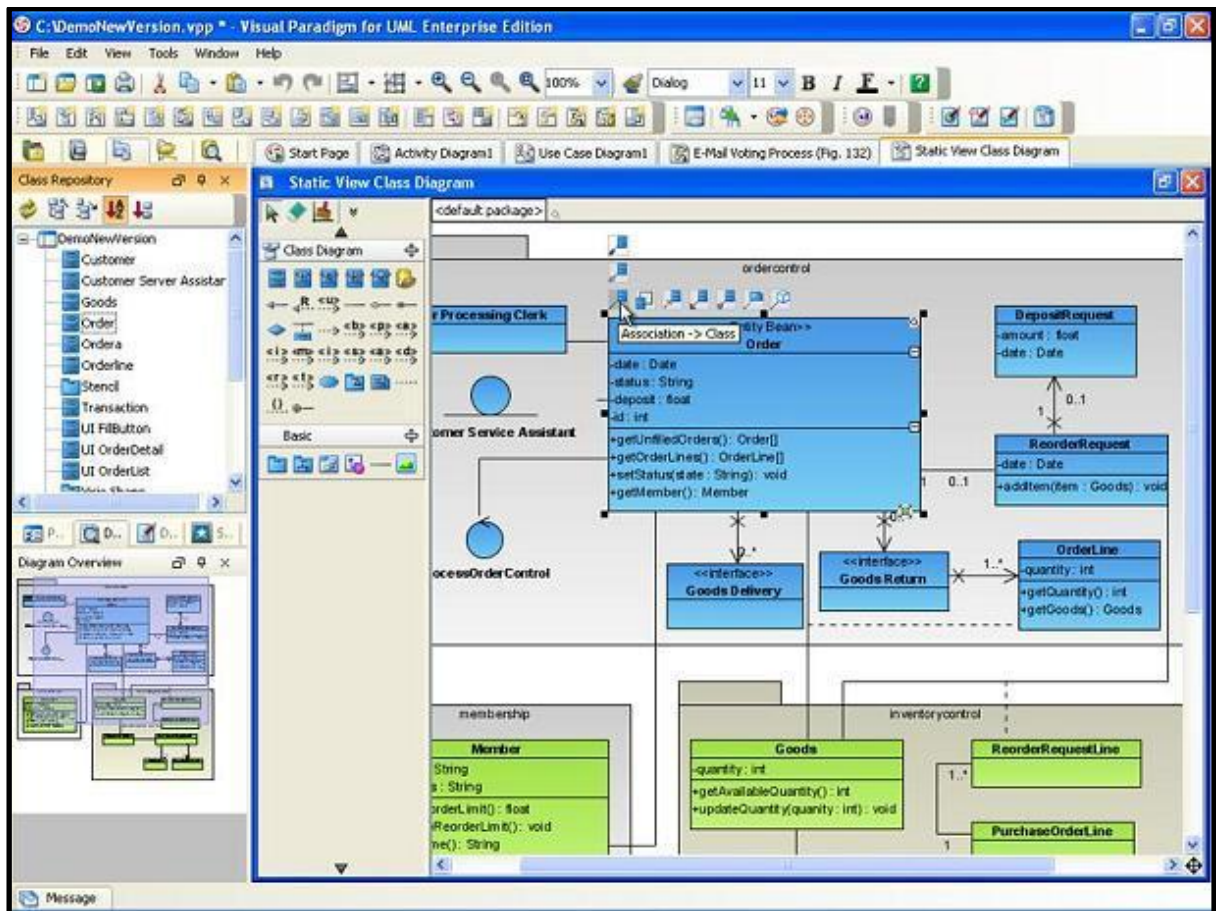 C:\DemoNewVersion.vpp * - Visual Paradigm for UML Enterprise Edition
File Edit View Tools Window Help
100% Dialog 11 B I F
Start Page Activity Diagram1 Use Case Diagram1 E-Mail Voting Process (Fig. 132) Static View Class Diagram
Class Repository
DemoNewVersion
Customer
Customer Server Assistar
Goods
Order
Ordera
Orderline
Stencil
Transaction
UI FillButton
UI OrderDetail
UI OrderList
P.. D.. D.. S..
Diagram Overview
Static View Class Diagram
<default package>
Class Diagram
Basic
ordercontrol
r Processing Clerk
Association -> Class
tity Bean>>
Order
-date : Date
-status : String
-deposit : float
-id : int
+getUnfilledOrders() : Order[]
+getOrderLines() : OrderLine[]
+setStatus(state : String) : void
+getMember() : Member
omer Service Assistant
ocessOrderControl
DepositRequest
-amount : float
-date : Date
0..1
1
ReorderRequest
-date : Date
+addItem(item : Goods) : void
1 0..1
<<interface>>
Goods Delivery
<<interface>>
Goods Return
1..*
OrderLine
-quantity : int
+getQuantity() : int
+getGoods() : Goods
membership
Member
String
s : String
orderLimit() : float
ReorderLimit() : void
me() : String
inventorycontrol
Goods
-quantity : int
+getAvailableQuantity() : int
+updateQuantity(quanity : int) : void
ReorderRequestLine
1..*
PurchaseOrderLine
1
Message